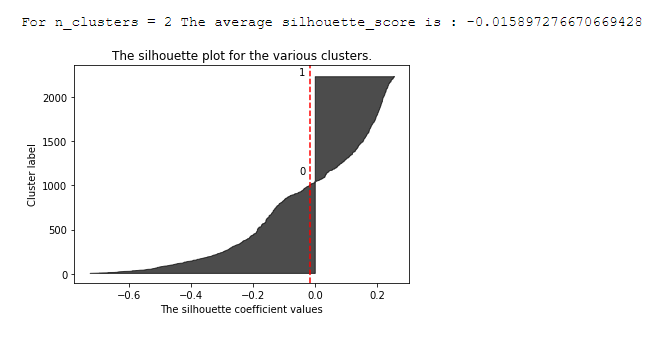 For n_clusters = 2 The average silhouette_score is : -0.015897276670669428
The silhouette plot for the various clusters.
1
0
Cluster label
2000
1500
1000
500
0
−0.6 −0.4 −0.2 0.0 0.2
The silhouette coefficient values